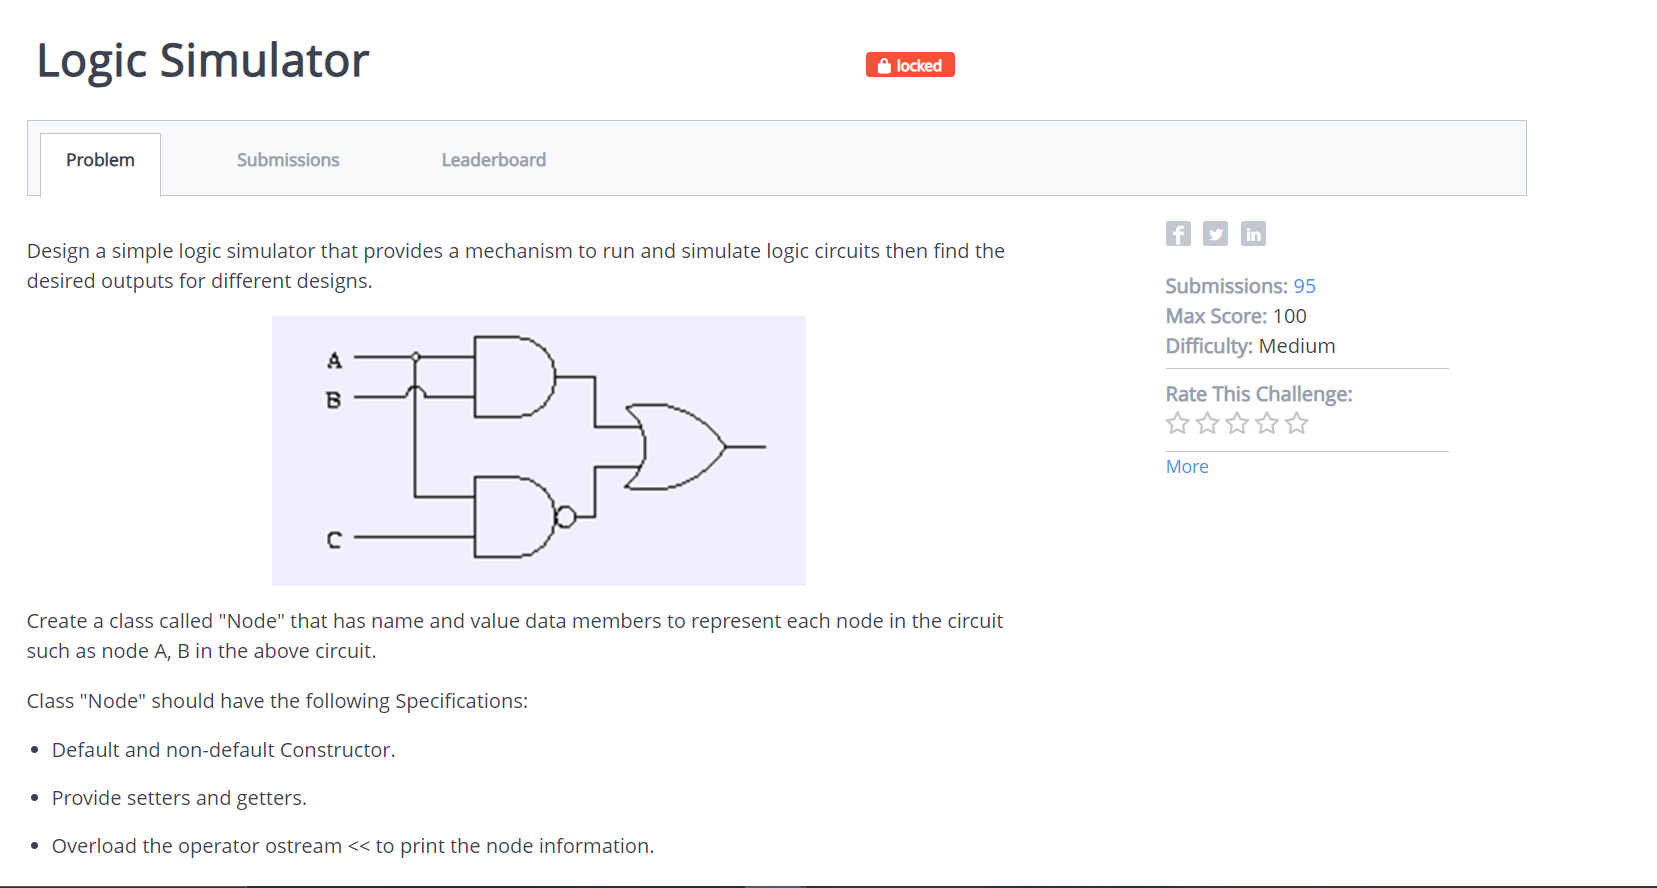 Logic Simulator
locked
Problem
Submissions
Leaderboard
Design a simple logic simulator that provides a mechanism to run and simulate logic circuits then find the
desired outputs for different designs.
A
B
C
Create a class called "Node" that has name and value data members to represent each node in the circuit
such as node A, B in the above circuit.
Class "Node" should have the following Specifications:
• Default and non-default Constructor.
• Provide setters and getters.
• Overload the operator ostream << to print the node information.
f
in
Submissions: 95
Max Score: 100
Difficulty: Medium
Rate This Challenge:
More